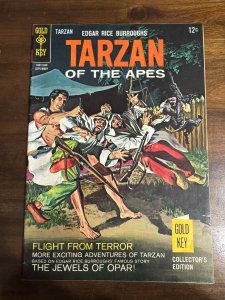 GOLD
KEY
TARZAN
EDGAR RICE BURROUGHS
12¢
TARZAN
OF THE APES
GOLD
KEY
COLLECTOR'S
EDITION
FLIGHT FROM TERROR
MORE EXCITING ADVENTURES OF TARZAN
BASED ON EDGAR RICE BURROUGHS' FAMOUS STORY
THE JEWELS OF OPAR!